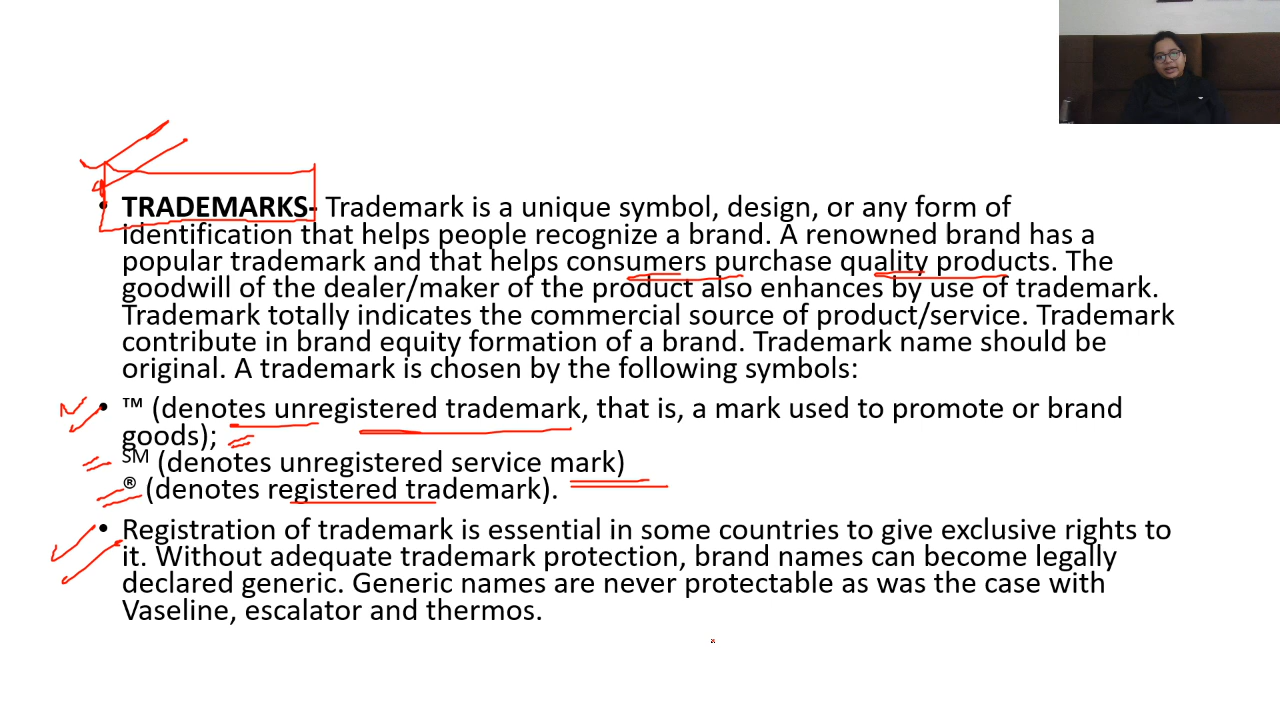 • TRADEMARKS- Trademark is a unique symbol, design, or any form of
identification that helps people recognize a brand. A renowned brand has a
popular trademark and that helps consumers purchase quality products. The
goodwill of the dealer/maker of the product also enhances by use of trademark.
Trademark totally indicates the commercial source of product/service. Trademark
contribute in brand equity formation of a brand. Trademark name should be
original. A trademark is chosen by the following symbols:
• ™ (denotes unregistered trademark, that is, a mark used to promote or brand
goods);
℠ (denotes unregistered service mark)
® (denotes registered trademark).
• Registration of trademark is essential in some countries to give exclusive rights to
it. Without adequate trademark protection, brand names can become legally
declared generic. Generic names are never protectable as was the case with
Vaseline, escalator and thermos.